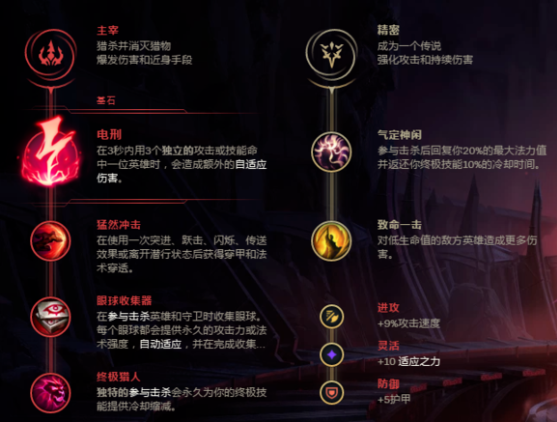 主宰
猎杀并消灭猎物
爆发伤害和近身手段
基石
电刑
在3秒内用3个独立的攻击或技能命
中一位英雄时，会造成额外的自适应
伤害。
猛然冲击
在使用一次突进、跃击、闪烁、传送
效果或离开潜行状态后获得穿甲和法
术穿透。
眼球收集器
在参与击杀英雄和守卫时收集眼球。
每个眼球都会提供永久的攻击力或法
术强度，自动适应，并在完成收集...
终极猎人
独特的参与击杀会永久为你的终极技
能提供冷却缩减。
精密
成为一个传说
强化攻击和持续伤害
气定神闲
参与击杀后回复你20%的最大法力值
并返还你终极技能10%的冷却时间。
致命一击
对低生命值的敌方英雄造成更多伤
害。
进攻
+9%攻击速度
灵活
+10 适应之力
防御
+5护甲